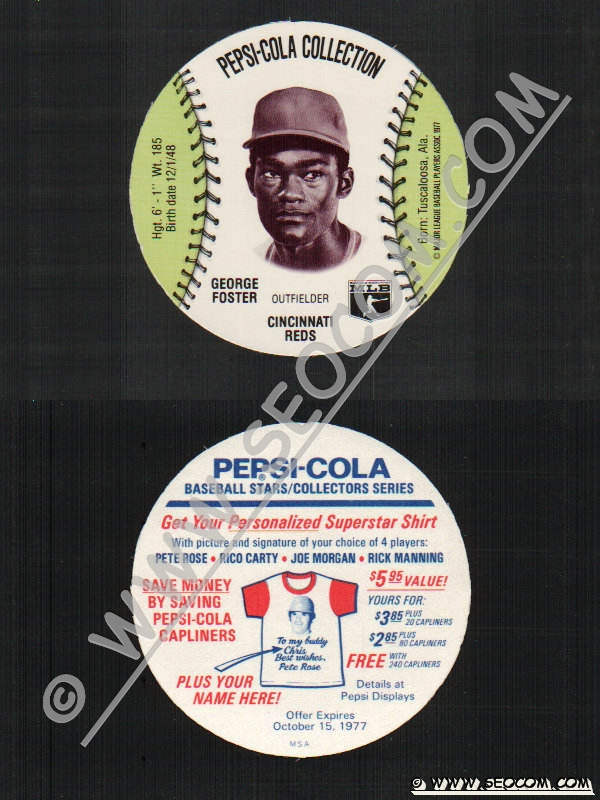 PEPSI-COLA COLLECTION
Hgt. 6' - 1" Wt. 185
Birth date 12/1/48
Born: Tuscaloosa, Ala.
© MAJOR LEAGUE BASEBALL PLAYERS ASSOC. 1977
GEORGE
FOSTER
OUTFIELDER
MLB
CINCINNATI
REDS
PEPSI-COLA
BASEBALL STARS/COLLECTORS SERIES
Get Your Personalized Superstar Shirt
With picture and signature of your choice of 4 players:
PETE ROSE • RICO CARTY • JOE MORGAN • RICK MANNING
SAVE MONEY
BY SAVING
PEPSI-COLA
CAPLINERS
$5.95 VALUE!
YOURS FOR:
$3.85 PLUS 20 CAPLINERS
$2.85 PLUS 80 CAPLINERS
FREE WITH 240 CAPLINERS
To my buddy
Chris
Best wishes,
Pete Rose
PLUS YOUR
NAME HERE!
Details at
Pepsi Displays
Offer Expires
October 15, 1977
MSA
© WWW.SEOCOM.COM
© WWW.SEOCOM.COM